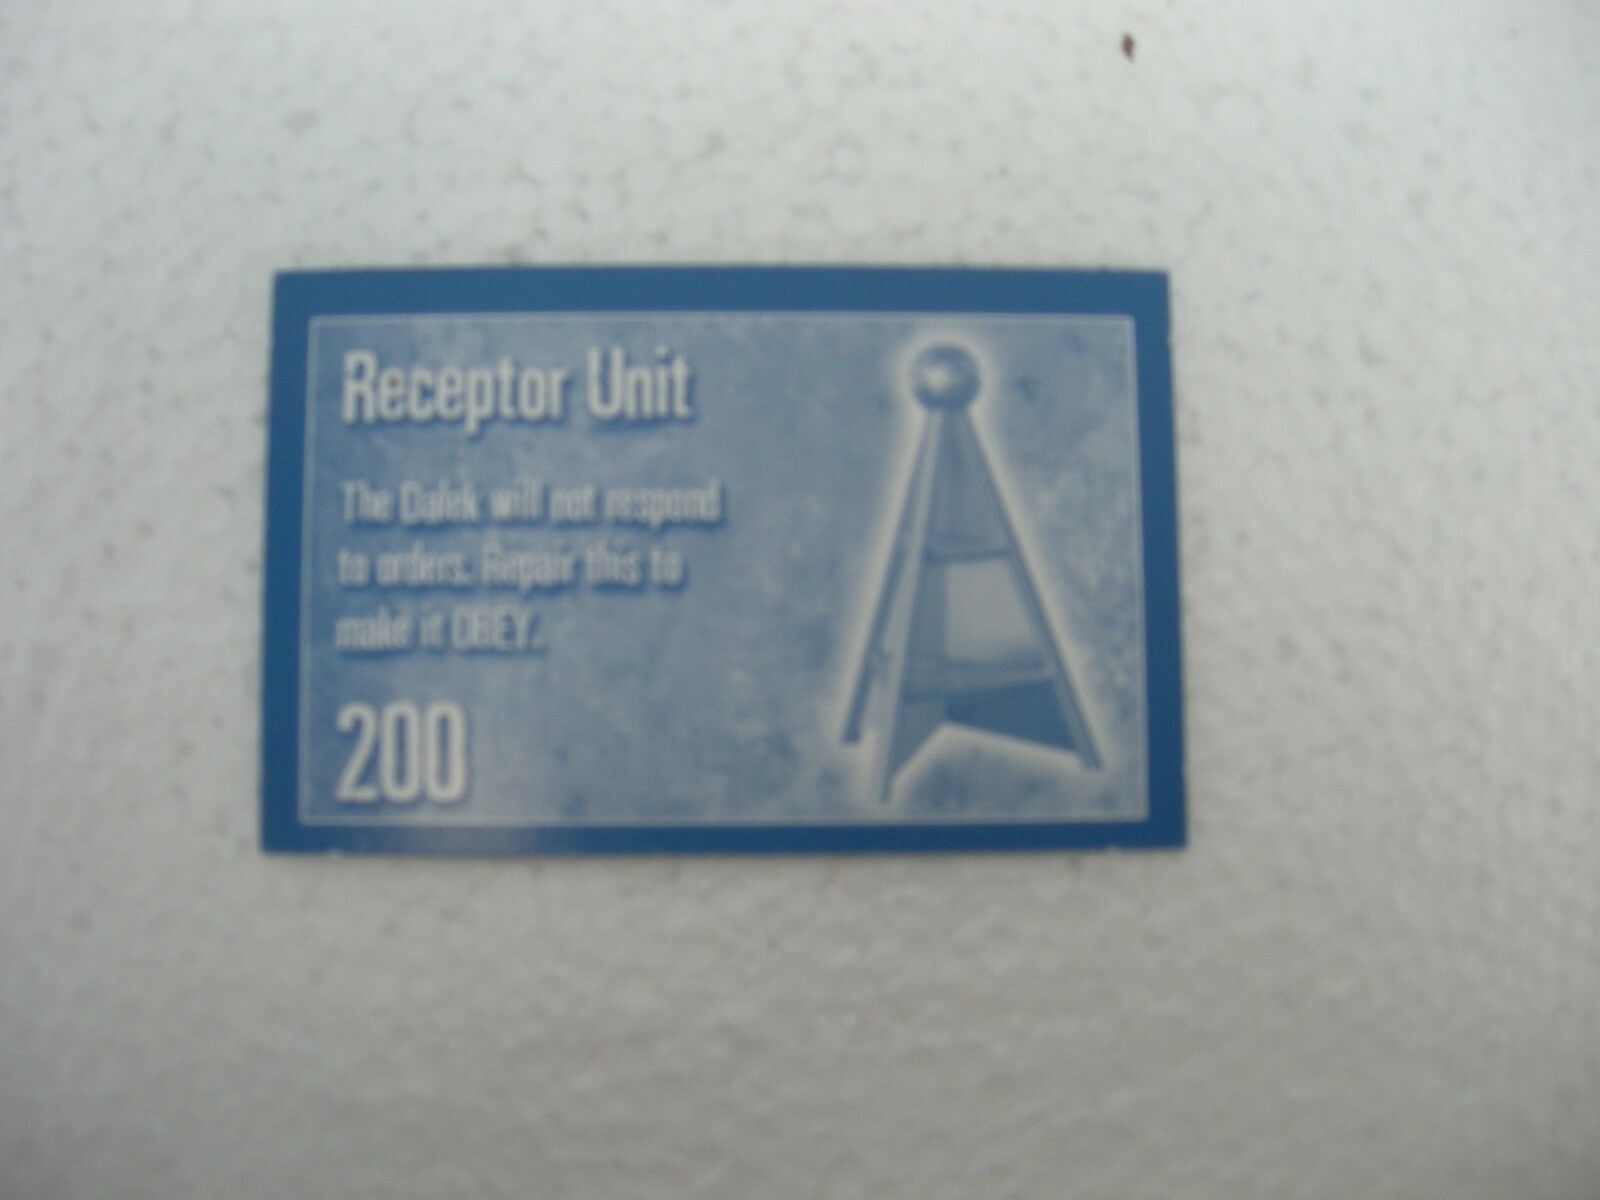 Receptor Unit
The Dalek will not respond
to orders. Repair this to
make it OBEY.
200